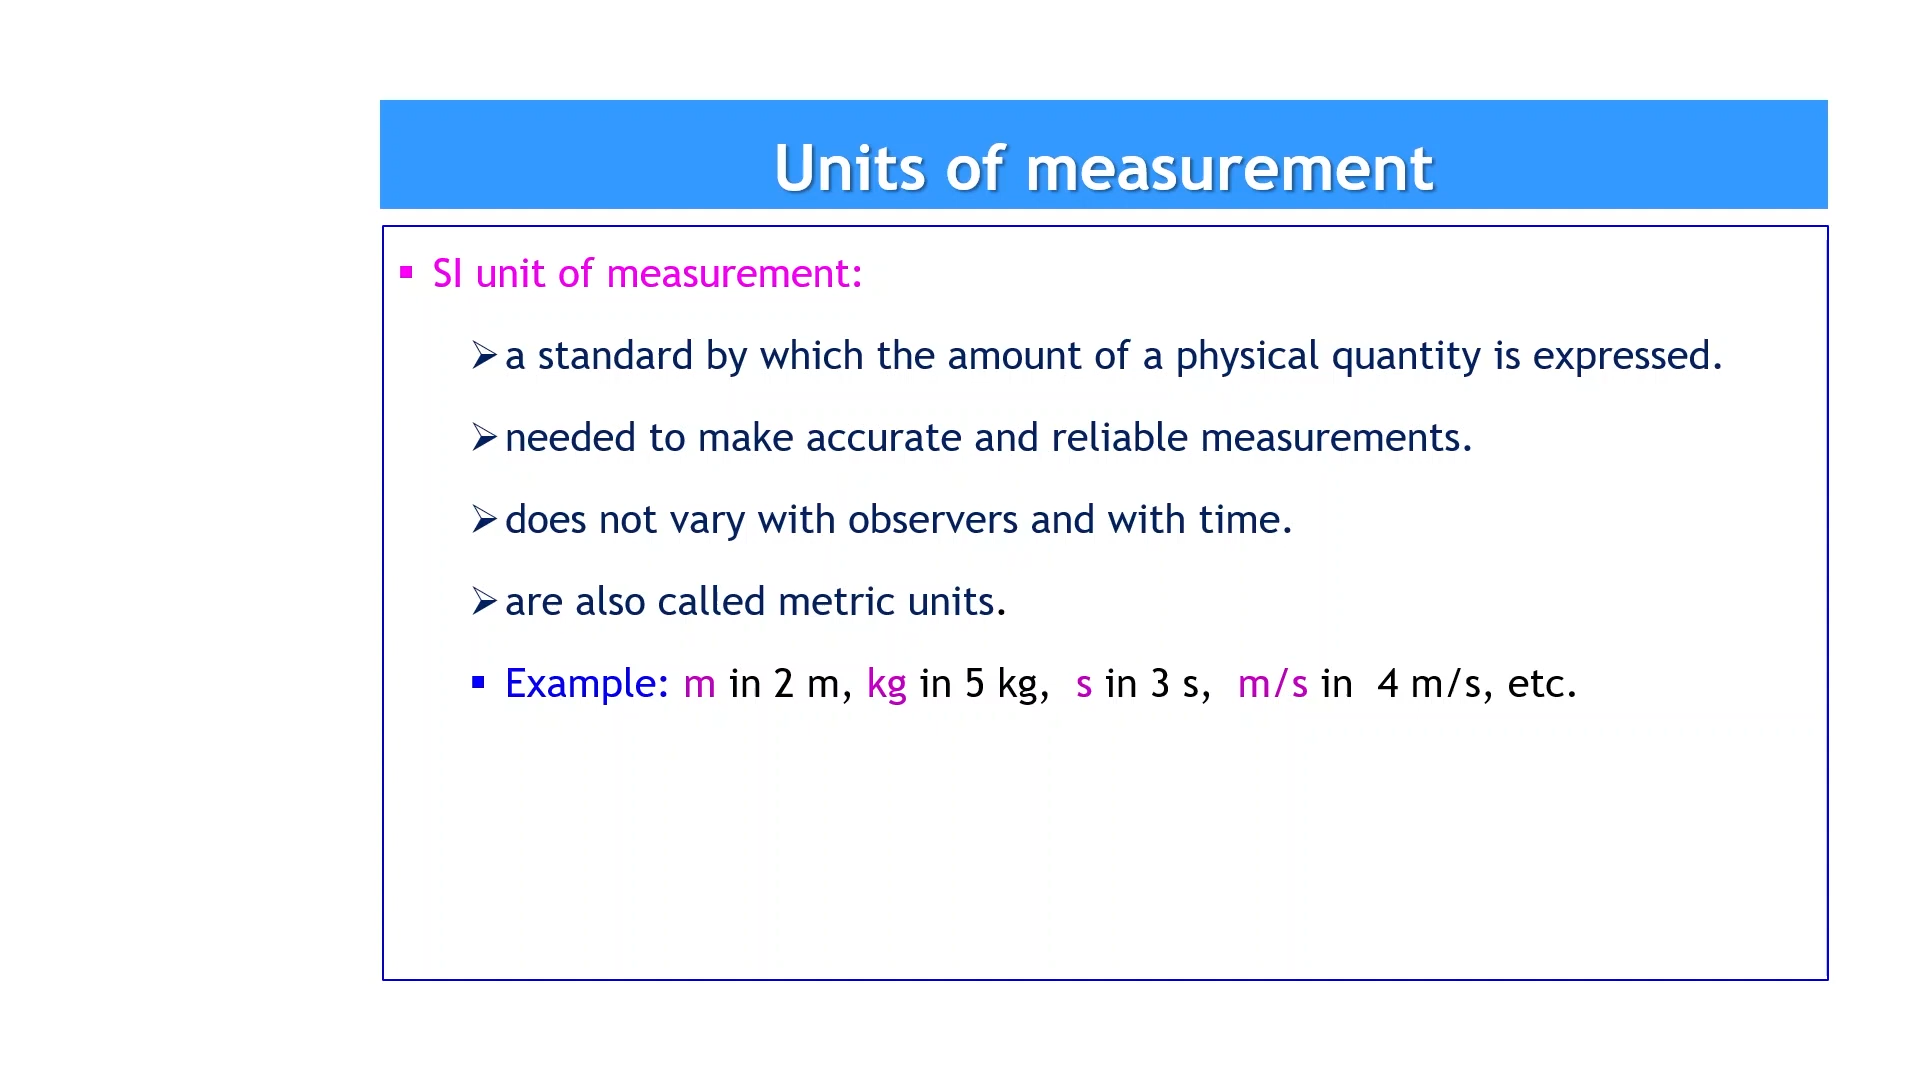 Units of measurement
▪ SI unit of measurement:
➢ a standard by which the amount of a physical quantity is expressed.
➢ needed to make accurate and reliable measurements.
➢ does not vary with observers and with time.
➢ are also called metric units.
▪ Example: m in 2 m, kg in 5 kg, s in 3 s, m/s in 4 m/s, etc.